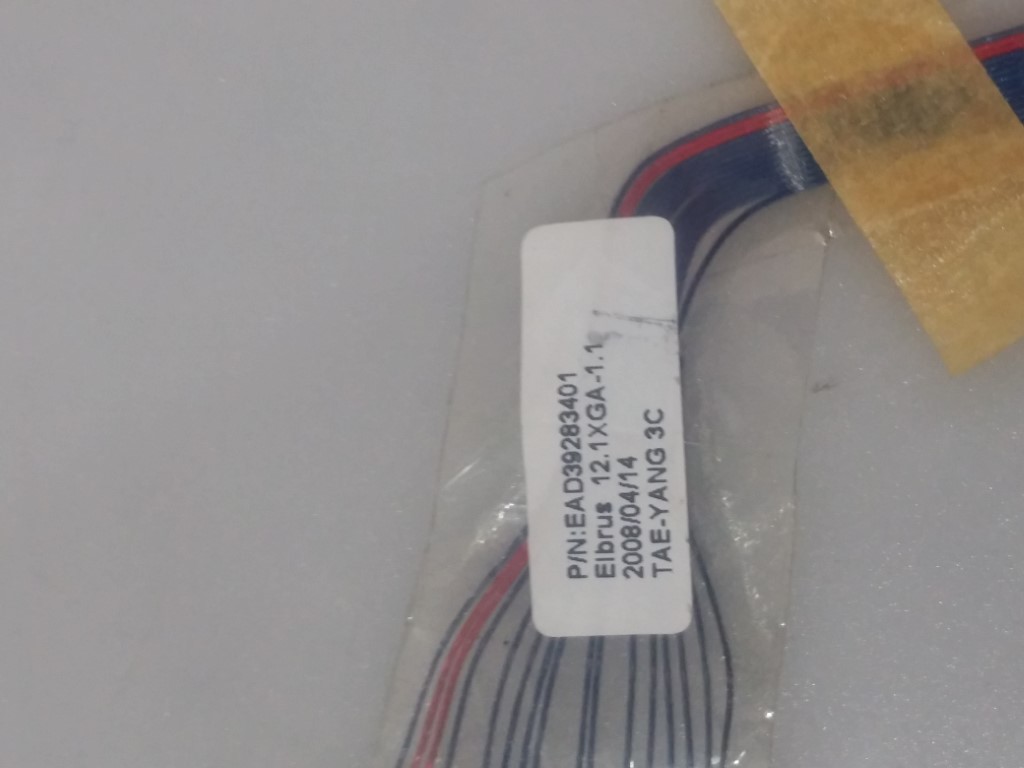 P/N:EAD39283401
Elbrus 12.1XGA-1.1
2008/04/14
TAE-YANG 3C